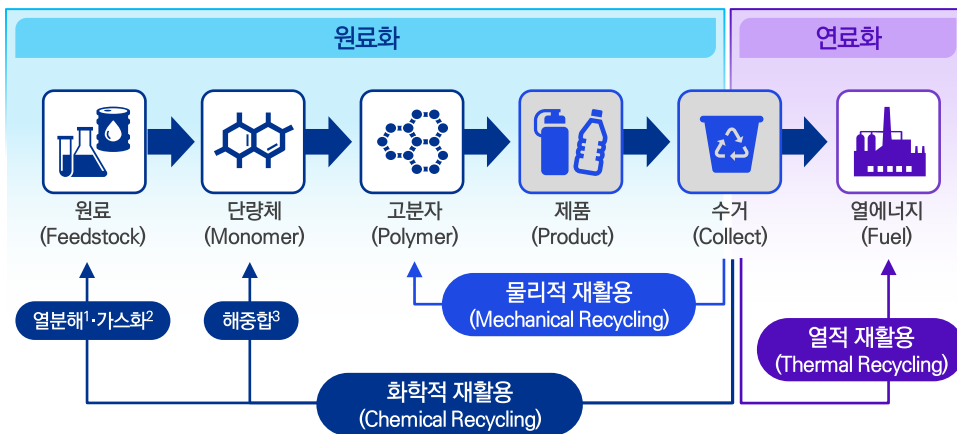 원료화
연료화
원료
(Feedstock)
단량체
(Monomer)
고분자
(Polymer)
제품
(Product)
수거
(Collect)
열에너지
(Fuel)
열분해¹·가스화²
해중합³
물리적 재활용
(Mechanical Recycling)
열적 재활용
(Thermal Recycling)
화학적 재활용
(Chemical Recycling)